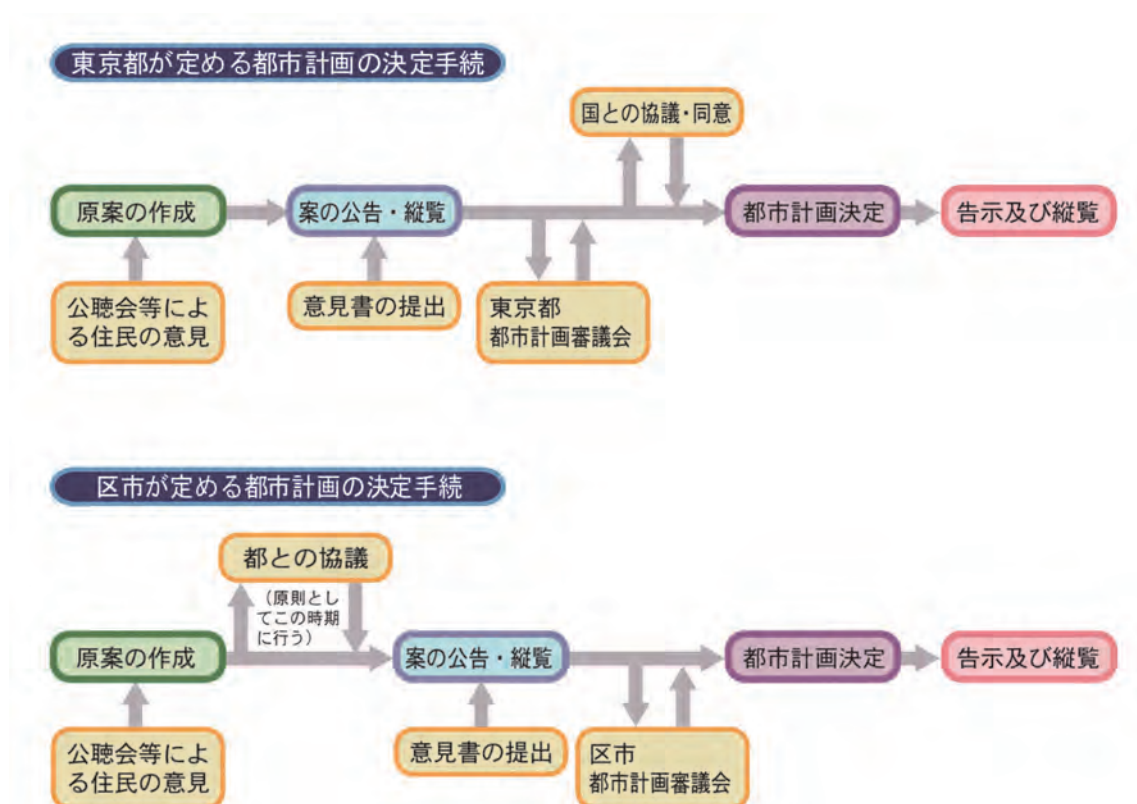 東京都が定める都市計画の決定手続
国との協議・同意
原案の作成
案の公告・縦覧
都市計画決定
告示及び縦覧
公聴会等によ
る住民の意見
意見書の提出
東京都
都市計画審議会
区市が定める都市計画の決定手続
都との協議
（原則とし
てこの時期
に行う）
原案の作成
案の公告・縦覧
都市計画決定
告示及び縦覧
公聴会等によ
る住民の意見
意見書の提出
区市
都市計画審議会